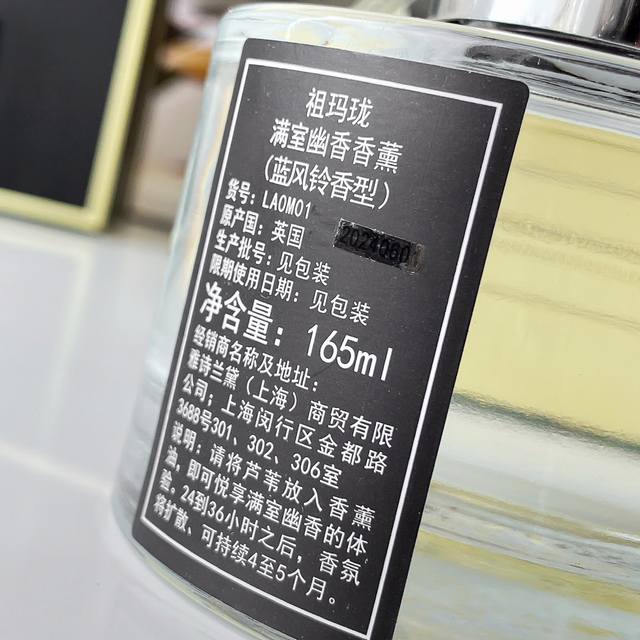 祖玛珑
满室幽香香薰
(蓝风铃香型)
货号: LA0M01
原产国: 英国
生产批号: 见包装
限期使用日期: 见包装
净含量: 165ml
经销商名称及地址:
雅诗兰黛（上海）商贸有限
公司; 上海闵行区金都路
3688号301、302、306室
说明: 请将芦苇放入香薰
油, 即可悦享满室幽香的体
验. 24到36小时之后, 香氛
将扩散、可持续4至5个月。